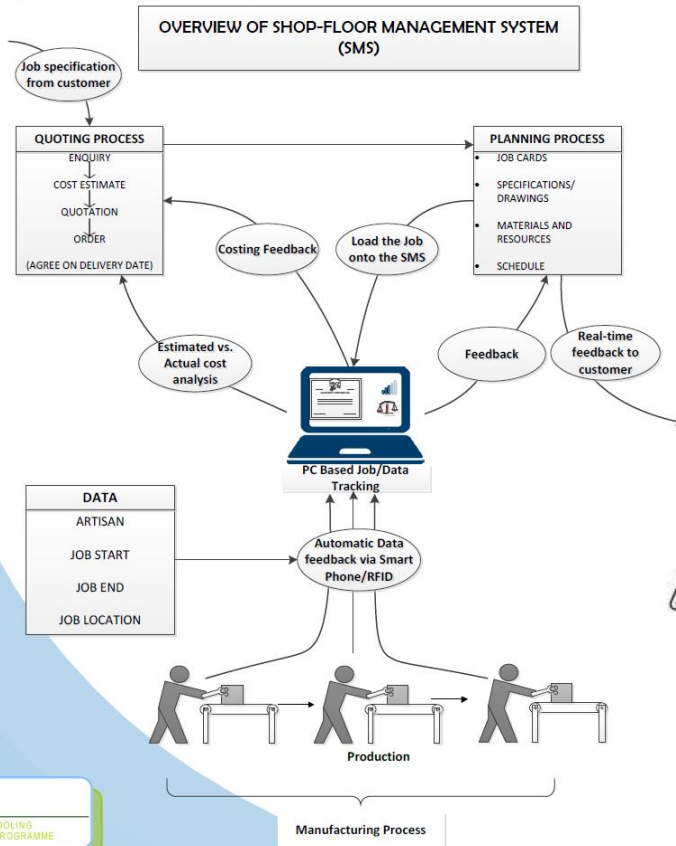 OVERVIEW OF SHOP-FLOOR MANAGEMENT SYSTEM
(SMS)
Job specification
from customer
QUOTING PROCESS
ENQUIRY
COST ESTIMATE
QUOTATION
ORDER
(AGREE ON DELIVERY DATE)
PLANNING PROCESS
• JOB CARDS
• SPECIFICATIONS/
DRAWINGS
• MATERIALS AND
RESOURCES
• SCHEDULE
Costing Feedback
Load the Job
onto the SMS
Estimated vs.
Actual cost
analysis
Feedback
Real-time
feedback to
customer
PC Based Job/Data
Tracking
DATA
ARTISAN
JOB START
JOB END
JOB LOCATION
Automatic Data
feedback via Smart
Phone/RFID
Production
Manufacturing Process